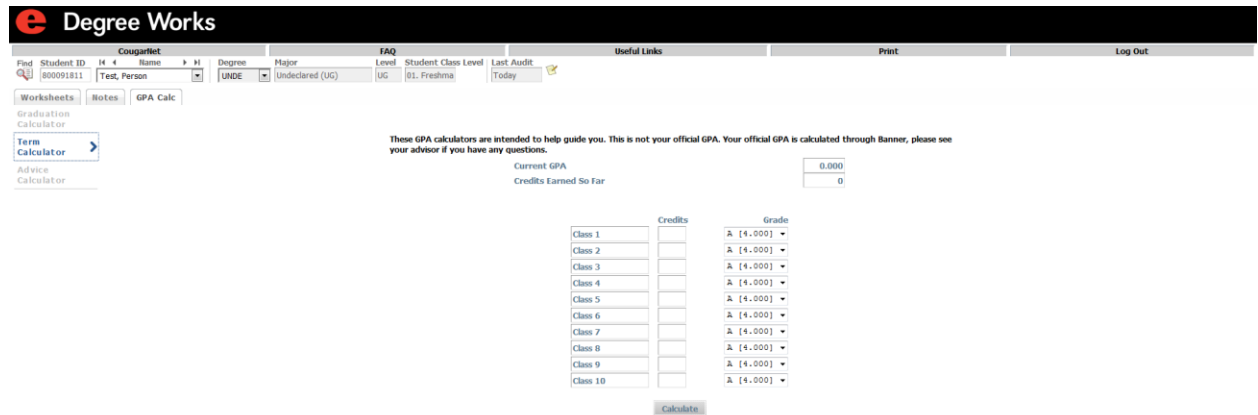 e Degree Works
CougarNet FAQ Useful Links Print Log Out
Find Student ID Name Degree Major Level Student Class Level Last Audit
800091811 Test, Person UNDE Undeclared (UG) UG 01. Freshma Today
Worksheets Notes GPA Calc
Graduation
Calculator
Term
Calculator
Advice
Calculator
These GPA calculators are intended to help guide you. This is not your official GPA. Your official GPA is calculated through Banner, please see
your advisor if you have any questions.
Current GPA 0.000
Credits Earned So Far 0
Credits Grade
Class 1 A [4.000]
Class 2 A [4.000]
Class 3 A [4.000]
Class 4 A [4.000]
Class 5 A [4.000]
Class 6 A [4.000]
Class 7 A [4.000]
Class 8 A [4.000]
Class 9 A [4.000]
Class 10 A [4.000]
Calculate